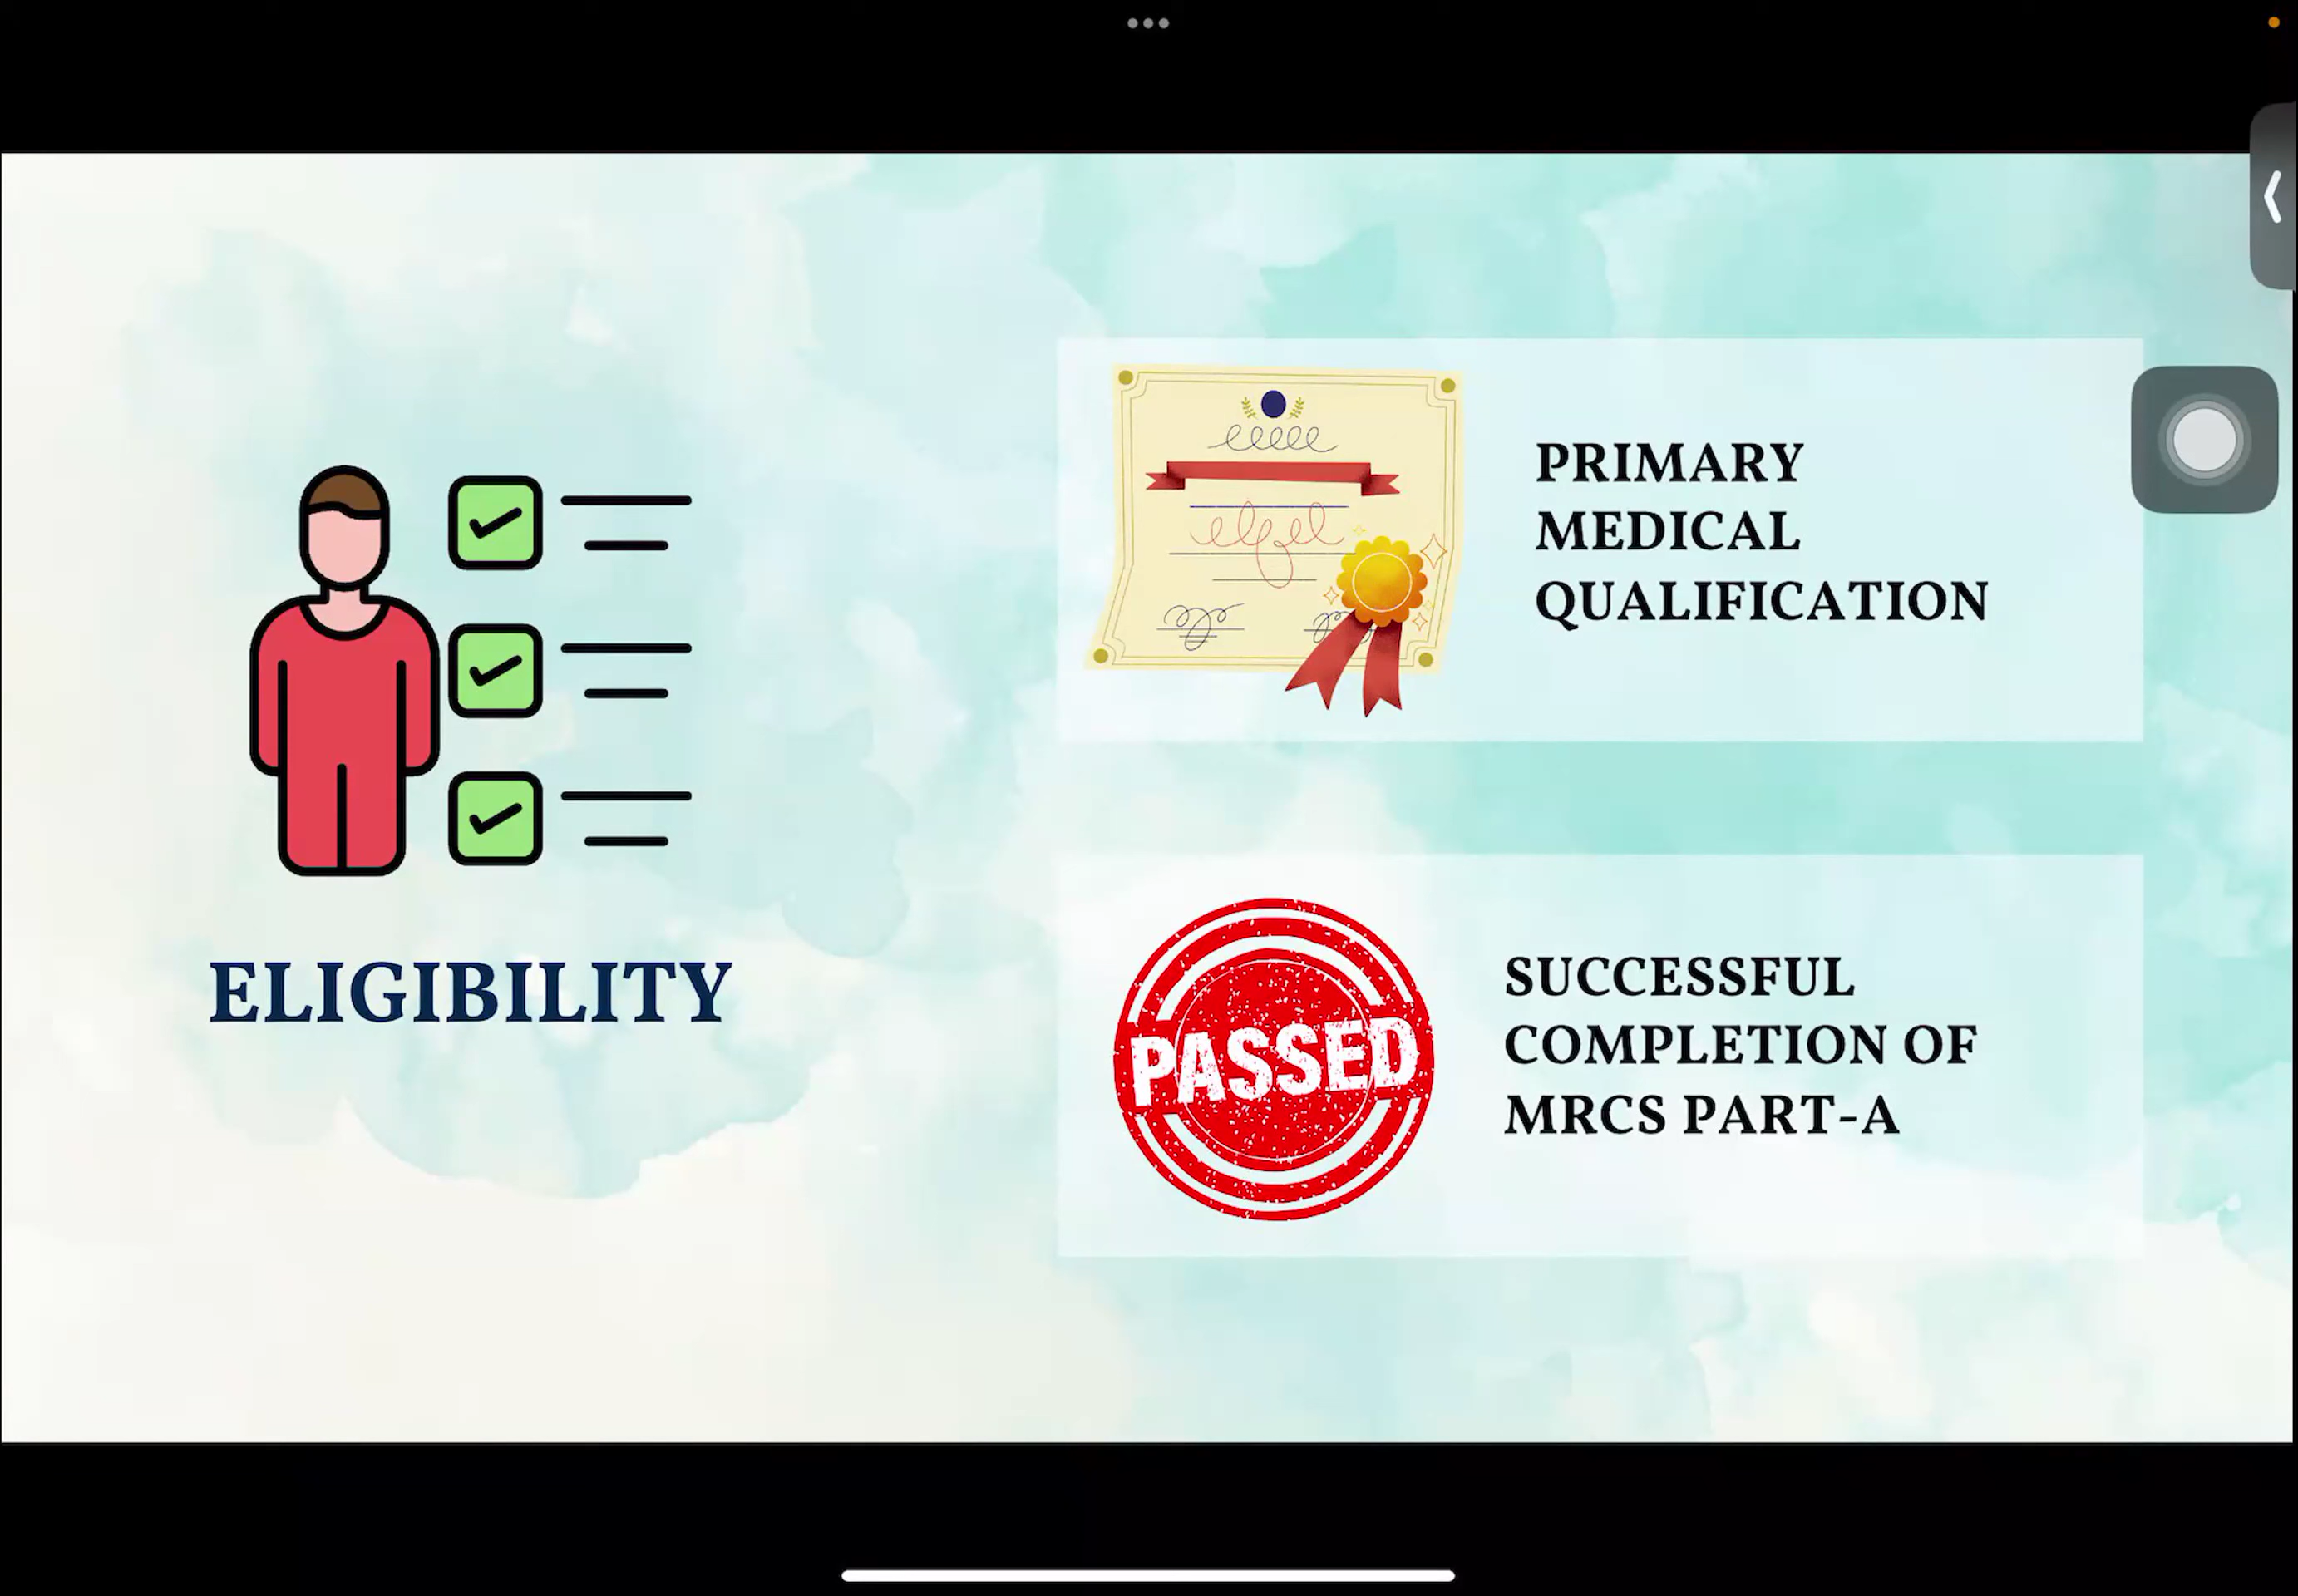 ELIGIBILITY
PRIMARY
MEDICAL
QUALIFICATION
PASSED
SUCCESSFUL
COMPLETION OF
MRCS PART-A